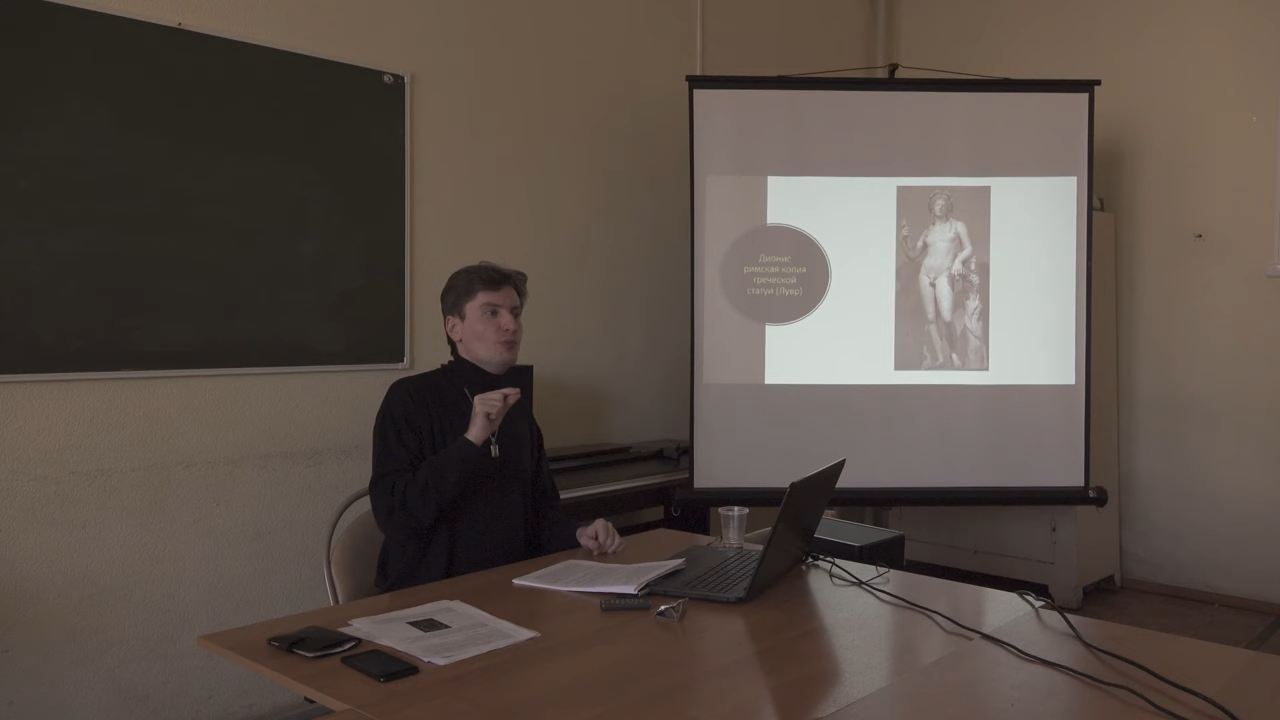 Дионис
римская копия
греческой
статуи (Лувр)